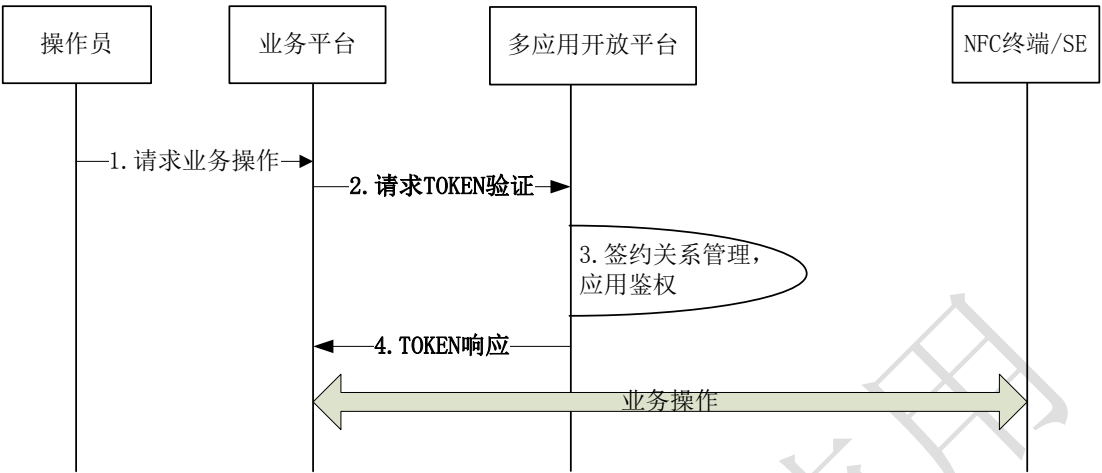 操作员
业务平台
多应用开放平台
NFC终端/SE
1.请求业务操作
2.请求TOKEN验证
3.签约关系管理，
应用鉴权
4.TOKEN响应
业务操作
用